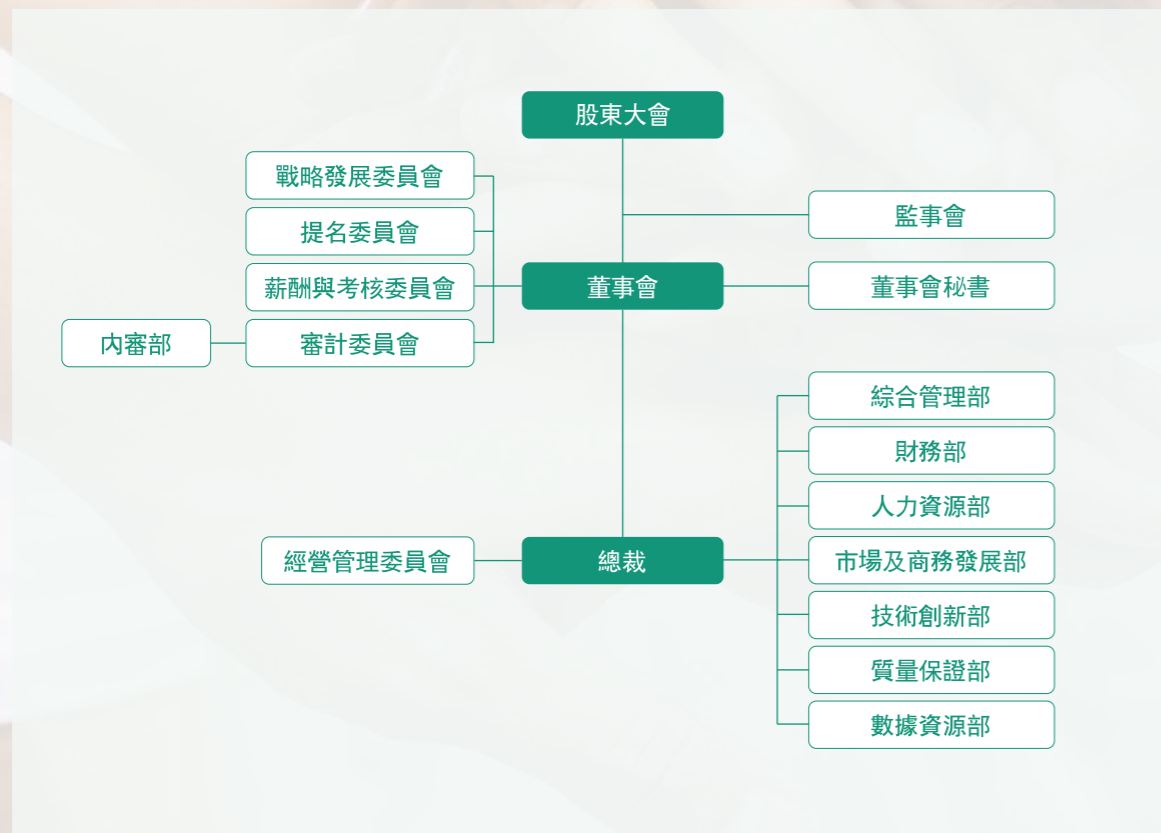 股東大會
戰略發展委員會
提名委員會
監事會
薪酬與考核委員會
董事會
董事會秘書
内審部
審計委員會
綜合管理部
財務部
人力資源部
經營管理委員會
總裁
市場及商務發展部
技術創新部
質量保證部
數據資源部